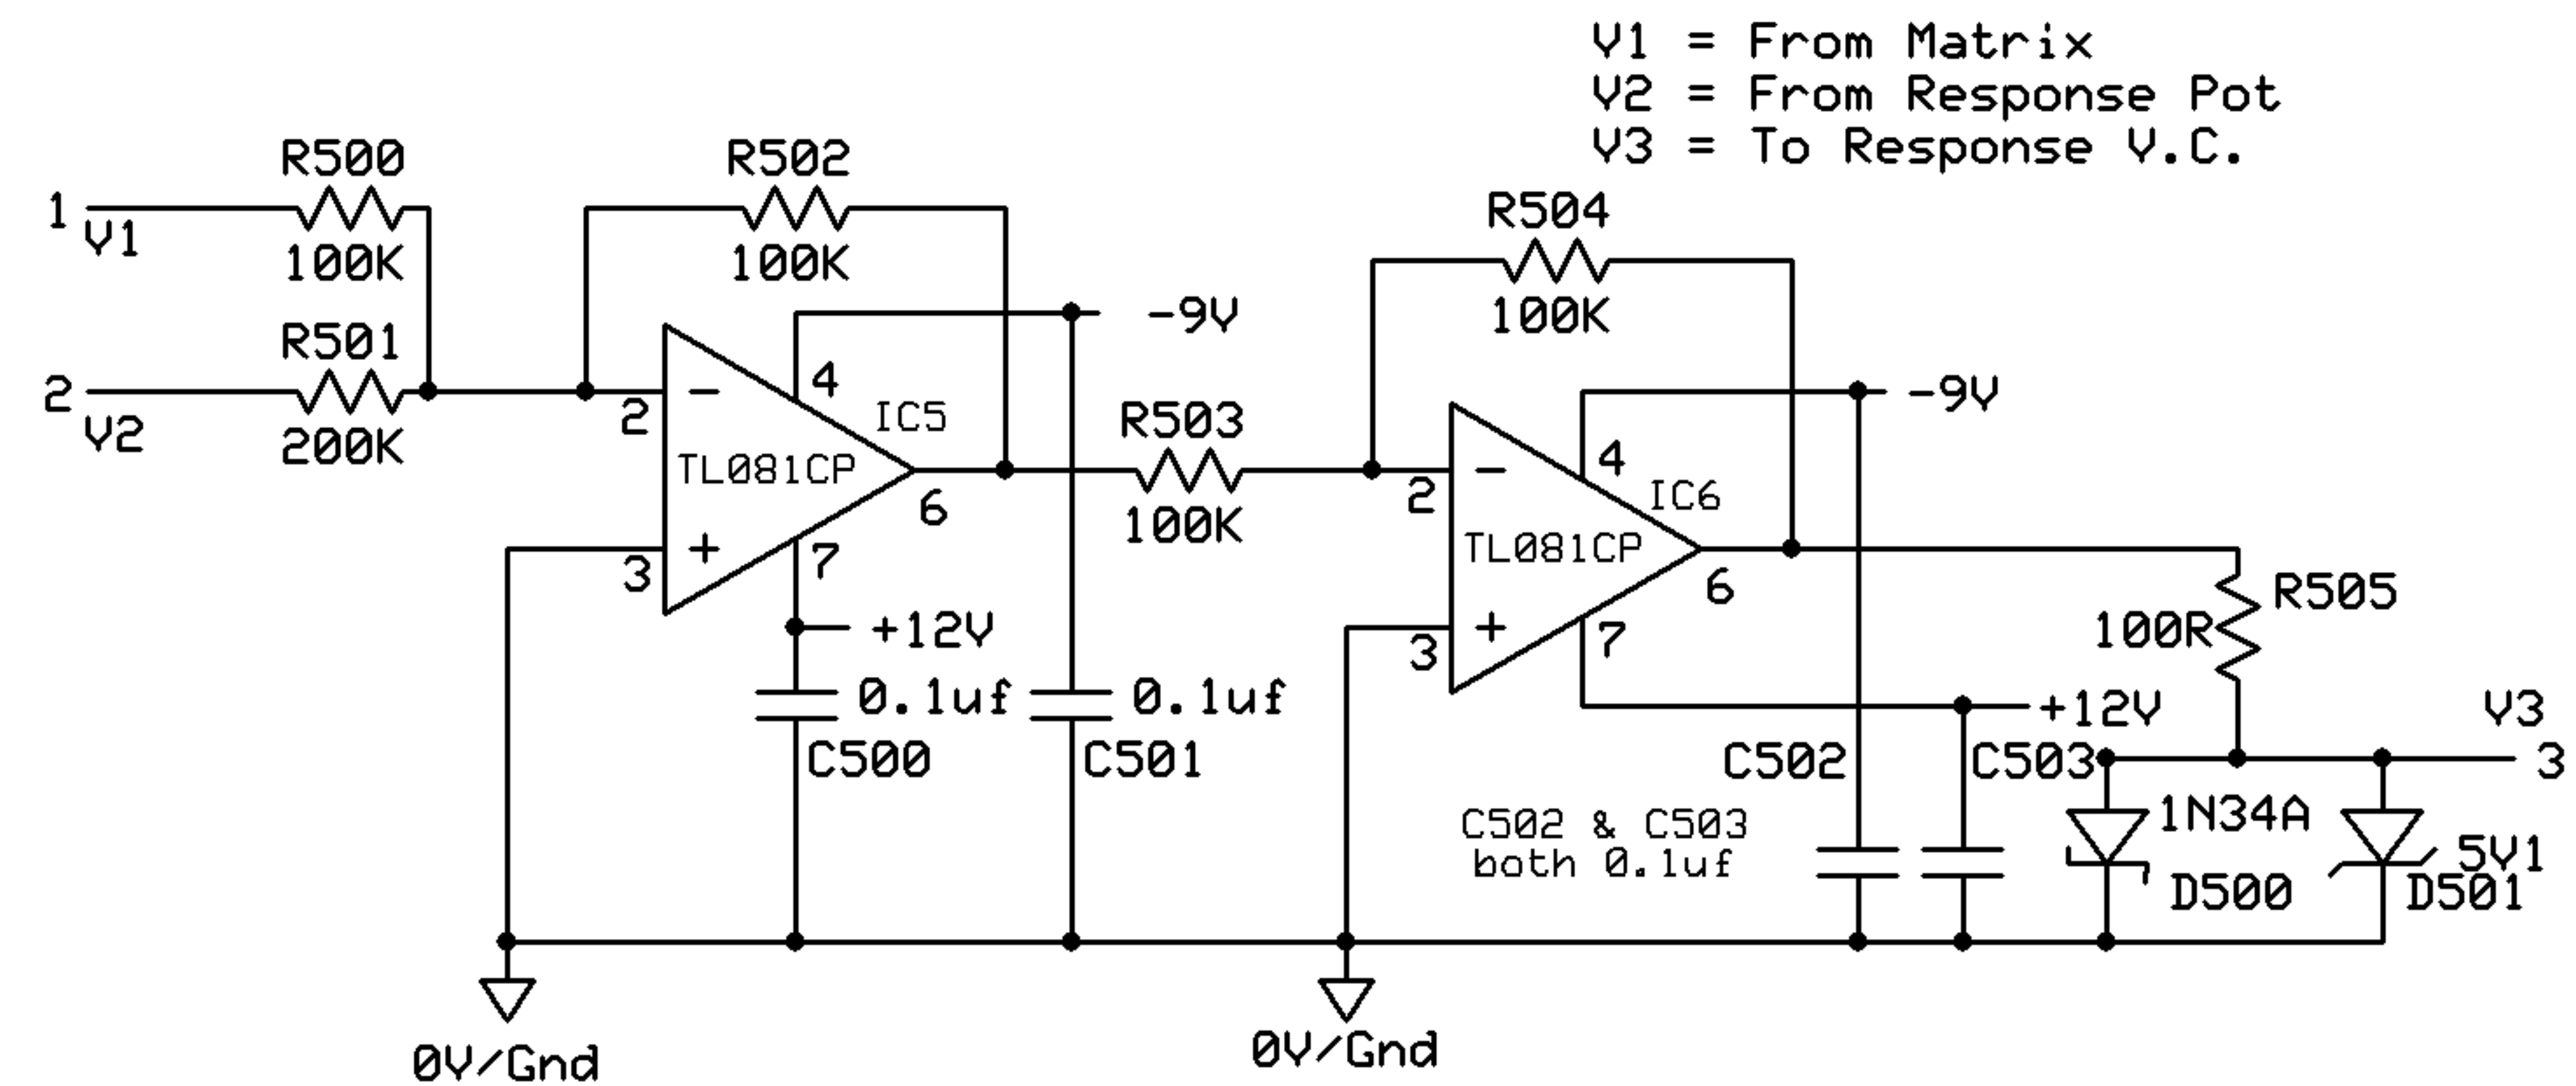 V1 = From Matrix
V2 = From Response Pot
V3 = To Response V.C.
R500
R502
1
V1
100K
100K
R504
100K
-9V
R501
2
V2
200K
2
-
4
IC5
TL081CP
6
3
+
7
+12V
0.1uf
C500
0.1uf
C501
R503
100K
-9V
2
-
4
IC6
TL081CP
6
3
+
7
R505
100R
+12V
V3
3
C502
C503
C502 & C503
both 0.1uf
1N34A
D500
5V1
D501
0V/Gnd
0V/Gnd